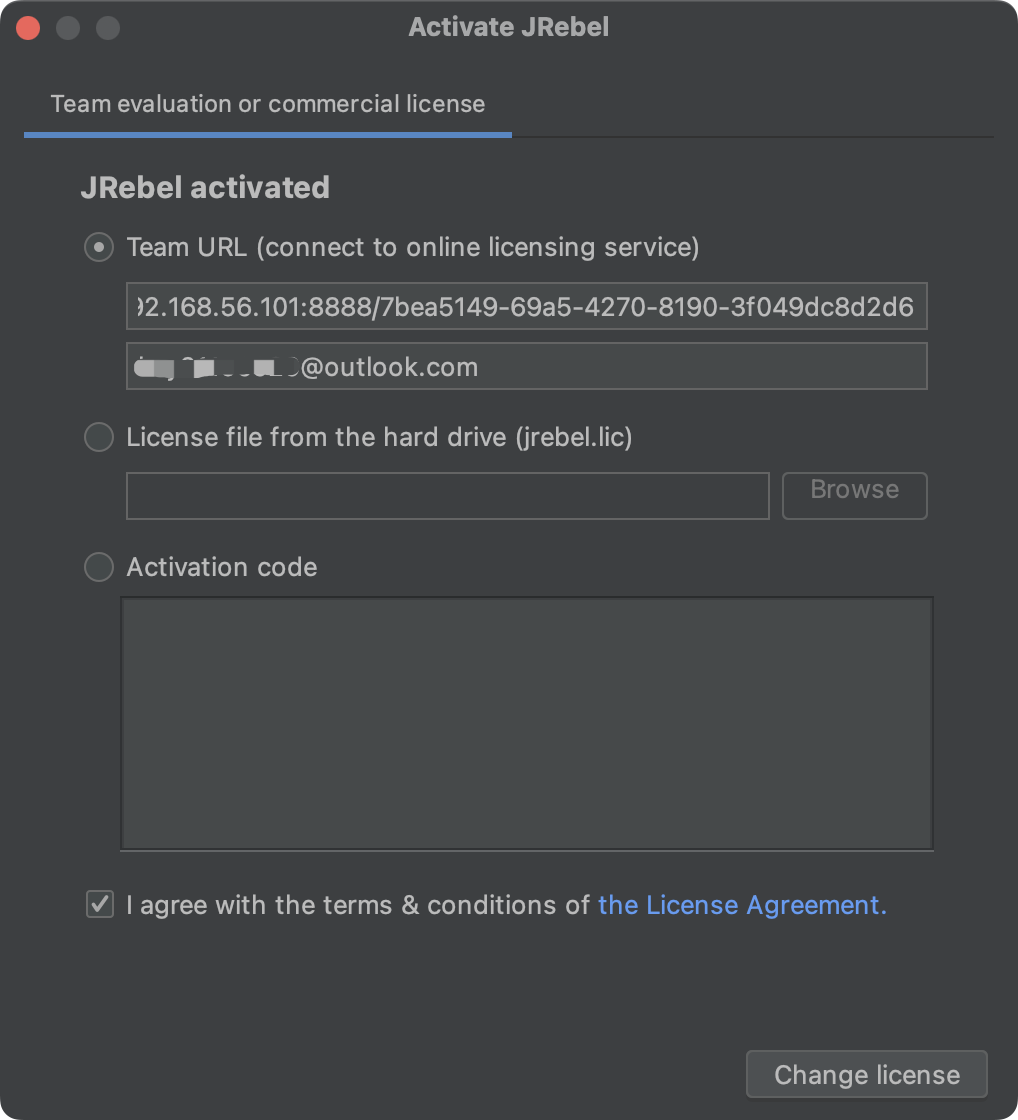 Activate JRebel
Team evaluation or commercial license
JRebel activated
Team URL (connect to online licensing service)
2.168.56.101:8888/7bea5149-69a5-4270-8190-3f049dc8d2d6
@outlook.com
License file from the hard drive (jrebel.lic)
Browse
Activation code
I agree with the terms & conditions of the License Agreement.
Change license